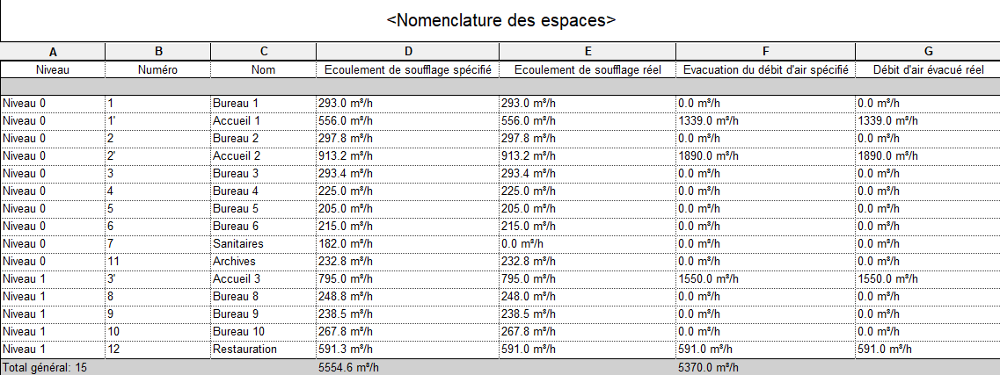 <Nomenclature des espaces>
A B C D E F G
Niveau Numéro Nom Ecoulement de soufflage spécifié Ecoulement de soufflage réel Evacuation du débit d'air spécifié Débit d'air évacué réel
Niveau 0 1 Bureau 1 293.0 m³/h 293.0 m³/h 0.0 m³/h 0.0 m³/h
Niveau 0 1' Accueil 1 556.0 m³/h 556.0 m³/h 1339.0 m³/h 1339.0 m³/h
Niveau 0 2 Bureau 2 297.8 m³/h 297.8 m³/h 0.0 m³/h 0.0 m³/h
Niveau 0 2' Accueil 2 913.2 m³/h 913.2 m³/h 1890.0 m³/h 1890.0 m³/h
Niveau 0 3 Bureau 3 293.4 m³/h 293.4 m³/h 0.0 m³/h 0.0 m³/h
Niveau 0 4 Bureau 4 225.0 m³/h 225.0 m³/h 0.0 m³/h 0.0 m³/h
Niveau 0 5 Bureau 5 205.0 m³/h 205.0 m³/h 0.0 m³/h 0.0 m³/h
Niveau 0 6 Bureau 6 215.0 m³/h 215.0 m³/h 0.0 m³/h 0.0 m³/h
Niveau 0 7 Sanitaires 182.0 m³/h 0.0 m³/h 0.0 m³/h 0.0 m³/h
Niveau 0 11 Archives 232.8 m³/h 232.8 m³/h 0.0 m³/h 0.0 m³/h
Niveau 1 3' Accueil 3 795.0 m³/h 795.0 m³/h 1550.0 m³/h 1550.0 m³/h
Niveau 1 8 Bureau 8 248.8 m³/h 248.0 m³/h 0.0 m³/h 0.0 m³/h
Niveau 1 9 Bureau 9 238.5 m³/h 238.5 m³/h 0.0 m³/h 0.0 m³/h
Niveau 1 10 Bureau 10 267.8 m³/h 267.8 m³/h 0.0 m³/h 0.0 m³/h
Niveau 1 12 Restauration 591.3 m³/h 591.0 m³/h 591.0 m³/h 591.0 m³/h
Total général: 15 5554.6 m³/h 5370.0 m³/h